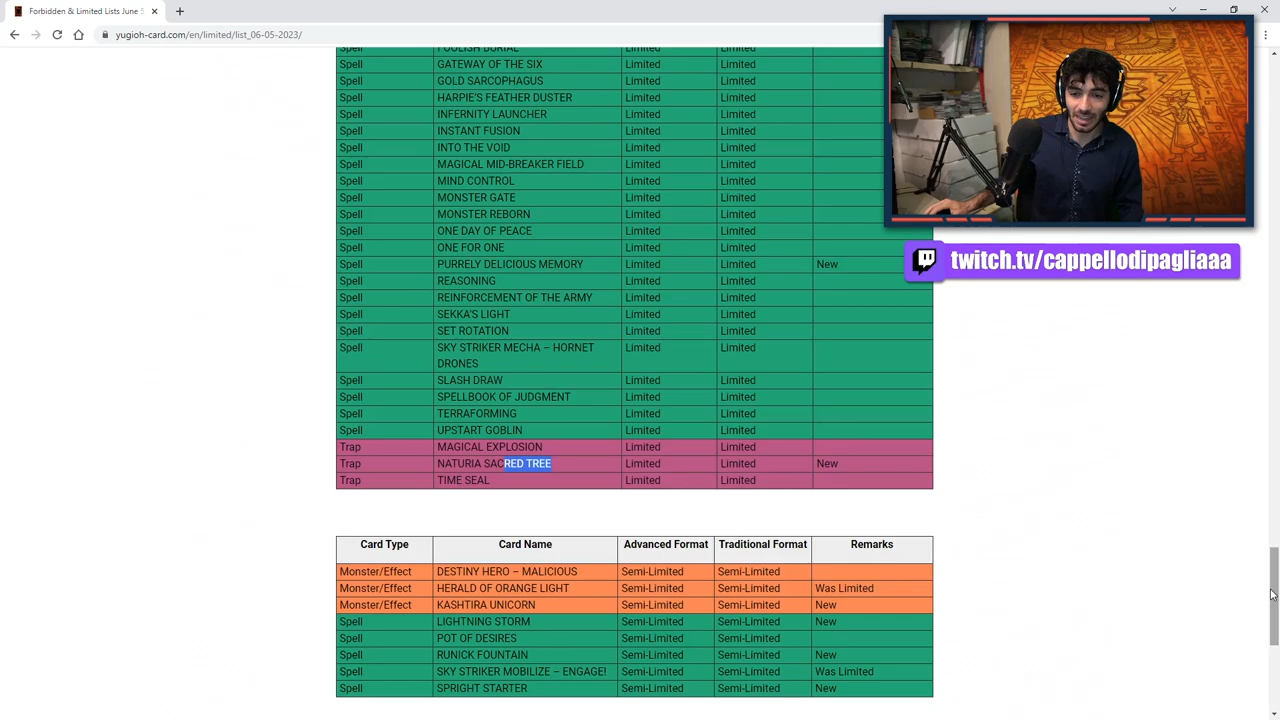 Forbidden & Limited Lists June 5
yugioh-card.com/en/limited/list_06-05-2023/
Spell FOOLISH BURIAL Limited Limited
Spell GATEWAY OF THE SIX Limited Limited
Spell GOLD SARCOPHAGUS Limited Limited
Spell HARPIE'S FEATHER DUSTER Limited Limited
Spell INFERNITY LAUNCHER Limited Limited
Spell INSTANT FUSION Limited Limited
Spell INTO THE VOID Limited Limited
Spell MAGICAL MID-BREAKER FIELD Limited Limited
Spell MIND CONTROL Limited Limited
Spell MONSTER GATE Limited Limited
Spell MONSTER REBORN Limited Limited
Spell ONE DAY OF PEACE Limited Limited
Spell ONE FOR ONE Limited Limited
Spell PURRELY DELICIOUS MEMORY Limited Limited New
Spell REASONING Limited Limited
Spell REINFORCEMENT OF THE ARMY Limited Limited
Spell SEKKA'S LIGHT Limited Limited
Spell SET ROTATION Limited Limited
Spell SKY STRIKER MECHA – HORNET Limited Limited
DRONES
Spell SLASH DRAW Limited Limited
Spell SPELLBOOK OF JUDGMENT Limited Limited
Spell TERRAFORMING Limited Limited
Spell UPSTART GOBLIN Limited Limited
Trap MAGICAL EXPLOSION Limited Limited
Trap NATURIA SACRED TREE Limited Limited New
Trap TIME SEAL Limited Limited
Card Type Card Name Advanced Format Traditional Format Remarks
Monster/Effect DESTINY HERO – MALICIOUS Semi-Limited Semi-Limited
Monster/Effect HERALD OF ORANGE LIGHT Semi-Limited Semi-Limited Was Limited
Monster/Effect KASHTIRA UNICORN Semi-Limited Semi-Limited New
Spell LIGHTNING STORM Semi-Limited Semi-Limited New
Spell POT OF DESIRES Semi-Limited Semi-Limited
Spell RUNICK FOUNTAIN Semi-Limited Semi-Limited New
Spell SKY STRIKER MOBILIZE – ENGAGE! Semi-Limited Semi-Limited Was Limited
Spell SPRIGHT STARTER Semi-Limited Semi-Limited New
twitch.tv/cappellodipagliaaa